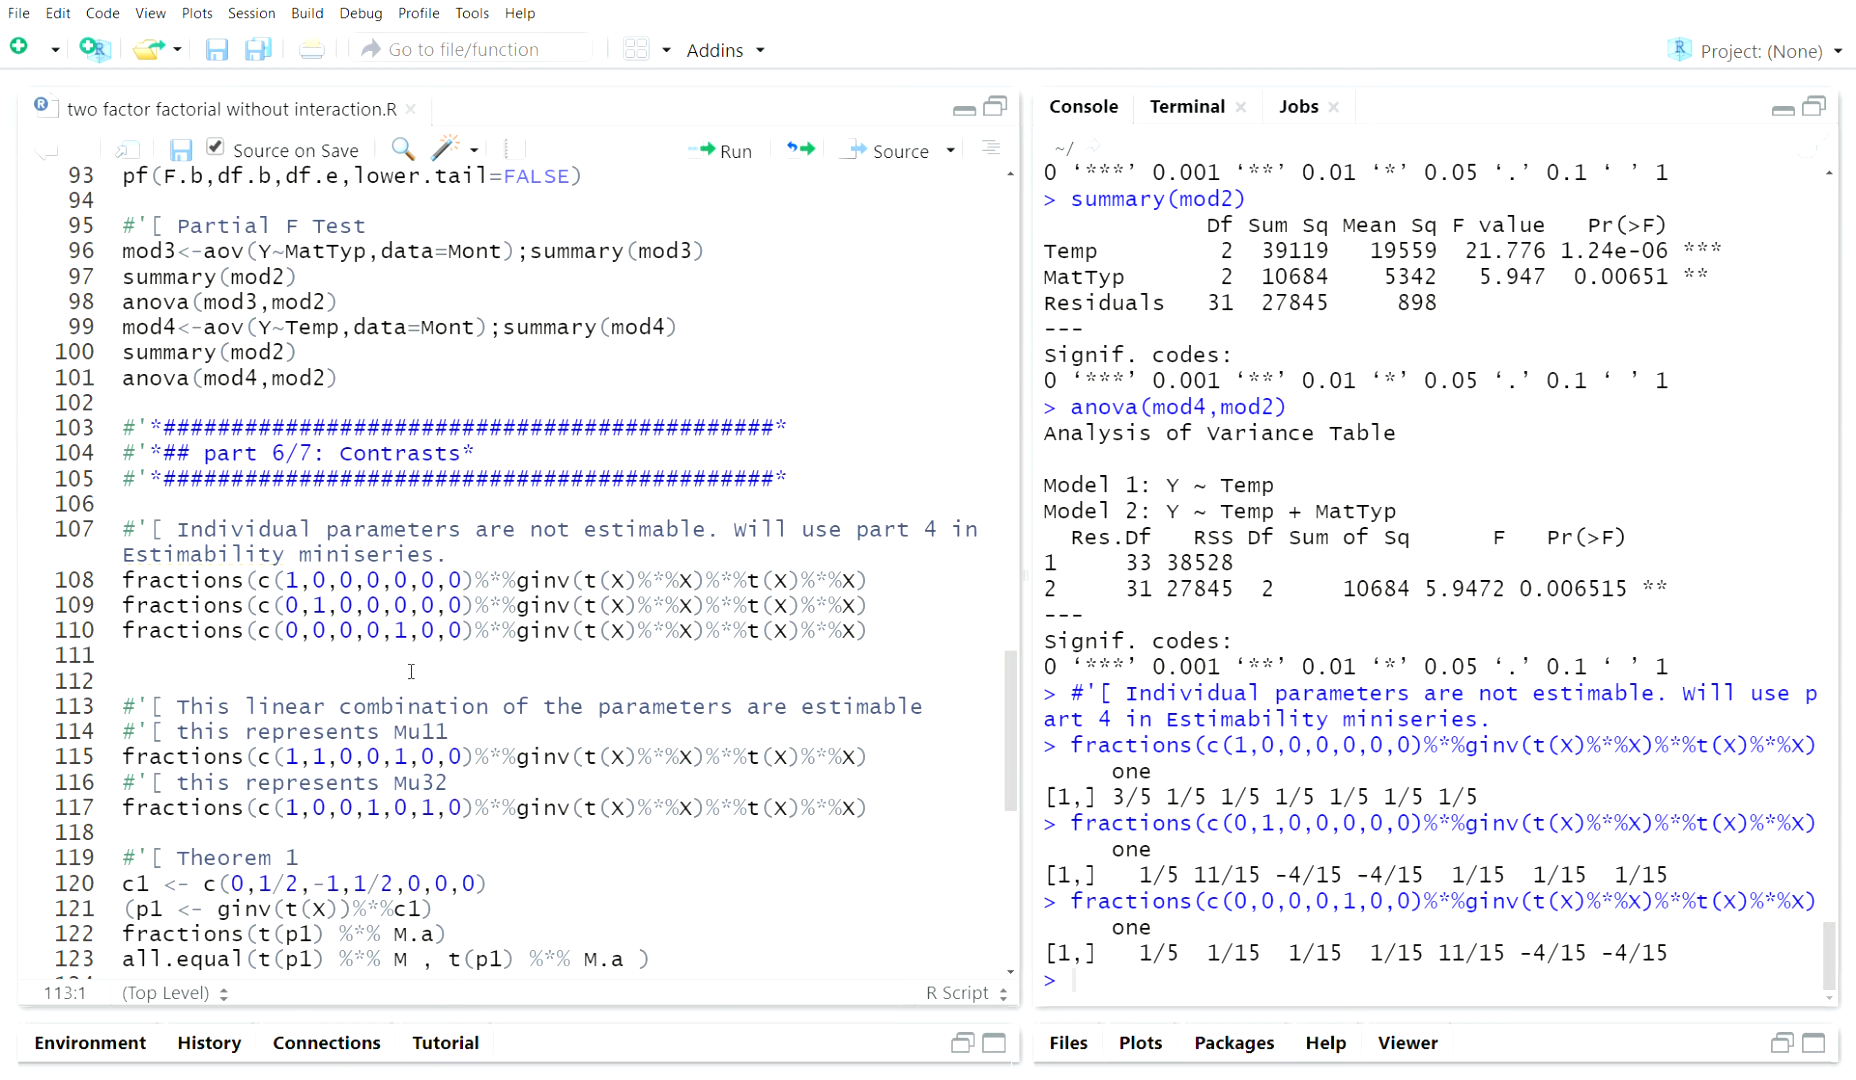 File Edit Code View Plots Session Build Debug Profile Tools Help
Go to file/function Addins Project: (None)
two factor factorial without interaction.R
Source on Save Run Source
93 pf(F.b,df.b,df.e,lower.tail=FALSE)
94
95 #'[ Partial F Test
96 mod3<-aov(Y~MatTyp,data=Mont);summary(mod3)
97 summary(mod2)
98 anova(mod3,mod2)
99 mod4<-aov(Y~Temp,data=Mont);summary(mod4)
100 summary(mod2)
101 anova(mod4,mod2)
102
103 #'*#############################################*
104 #'*## part 6/7: Contrasts*
105 #'*#############################################*
106
107 #'[ Individual parameters are not estimable. Will use part 4 in
Estimability miniseries.
108 fractions(c(1,0,0,0,0,0,0)%*%ginv(t(X)%*%X)%*%t(X)%*%X)
109 fractions(c(0,1,0,0,0,0,0)%*%ginv(t(X)%*%X)%*%t(X)%*%X)
110 fractions(c(0,0,0,0,1,0,0)%*%ginv(t(X)%*%X)%*%t(X)%*%X)
111
112
113 #'[ This linear combination of the parameters are estimable
114 #'[ this represents Mu11
115 fractions(c(1,1,0,0,1,0,0)%*%ginv(t(X)%*%X)%*%t(X)%*%X)
116 #'[ this represents Mu32
117 fractions(c(1,0,0,1,0,1,0)%*%ginv(t(X)%*%X)%*%t(X)%*%X)
118
119 #'[ Theorem 1
120 c1 <- c(0,1/2,-1,1/2,0,0,0)
121 (p1 <- ginv(t(X))%*%c1)
122 fractions(t(p1) %*% M.a)
123 all.equal(t(p1) %*% M , t(p1) %*% M.a )
113:1 (Top Level) R Script
Environment History Connections Tutorial
Console Terminal Jobs
~/
0 ‘***’ 0.001 ‘**’ 0.01 ‘*’ 0.05 ‘.’ 0.1 ‘ ’ 1
> summary(mod2)
Df Sum Sq Mean Sq F value Pr(>F)
Temp 2 39119 19559 21.776 1.24e-06 ***
MatTyp 2 10684 5342 5.947 0.00651 **
Residuals 31 27845 898
---
Signif. codes:
0 ‘***’ 0.001 ‘**’ 0.01 ‘*’ 0.05 ‘.’ 0.1 ‘ ’ 1
> anova(mod4,mod2)
Analysis of Variance Table
Model 1: Y ~ Temp
Model 2: Y ~ Temp + MatTyp
Res.Df RSS Df Sum of Sq F Pr(>F)
1 33 38528
2 31 27845 2 10684 5.9472 0.006515 **
---
Signif. codes:
0 ‘***’ 0.001 ‘**’ 0.01 ‘*’ 0.05 ‘.’ 0.1 ‘ ’ 1
> #'[ Individual parameters are not estimable. Will use p
art 4 in Estimability miniseries.
> fractions(c(1,0,0,0,0,0,0)%*%ginv(t(X)%*%X)%*%t(X)%*%X)
one
[1,] 3/5 1/5 1/5 1/5 1/5 1/5 1/5
> fractions(c(0,1,0,0,0,0,0)%*%ginv(t(X)%*%X)%*%t(X)%*%X)
one
[1,] 1/5 11/15 -4/15 -4/15 1/15 1/15 1/15
> fractions(c(0,0,0,0,1,0,0)%*%ginv(t(X)%*%X)%*%t(X)%*%X)
one
[1,] 1/5 1/15 1/15 1/15 11/15 -4/15 -4/15
>
Files Plots Packages Help Viewer